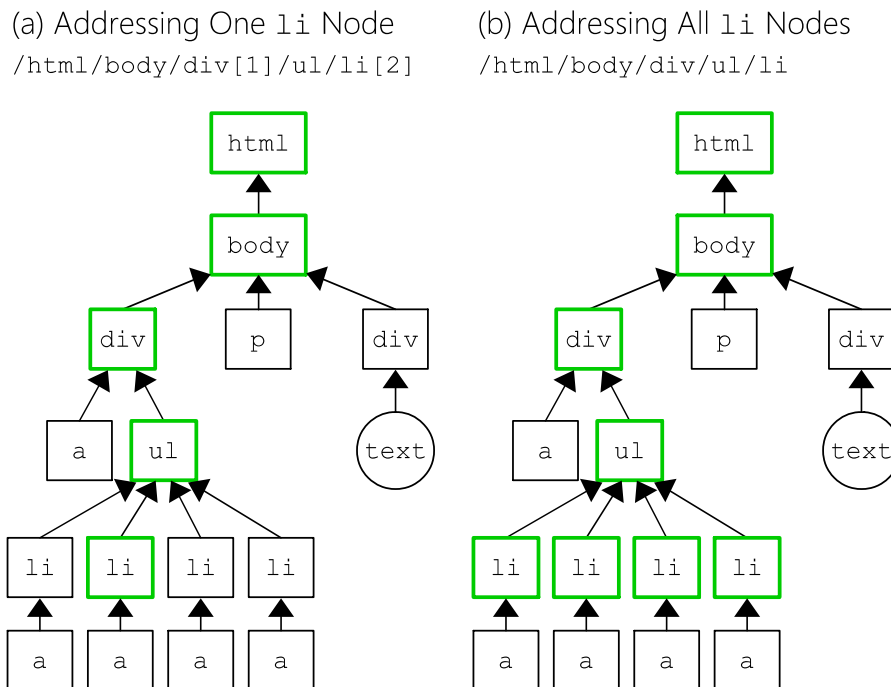 (a) Addressing One li Node
/html/body/div[1]/ul/li[2]
html
body
div p div
a ul text
li li li li
a a a a
(b) Addressing All li Nodes
/html/body/div/ul/li
html
body
div p div
a ul text
li li li li
a a a a